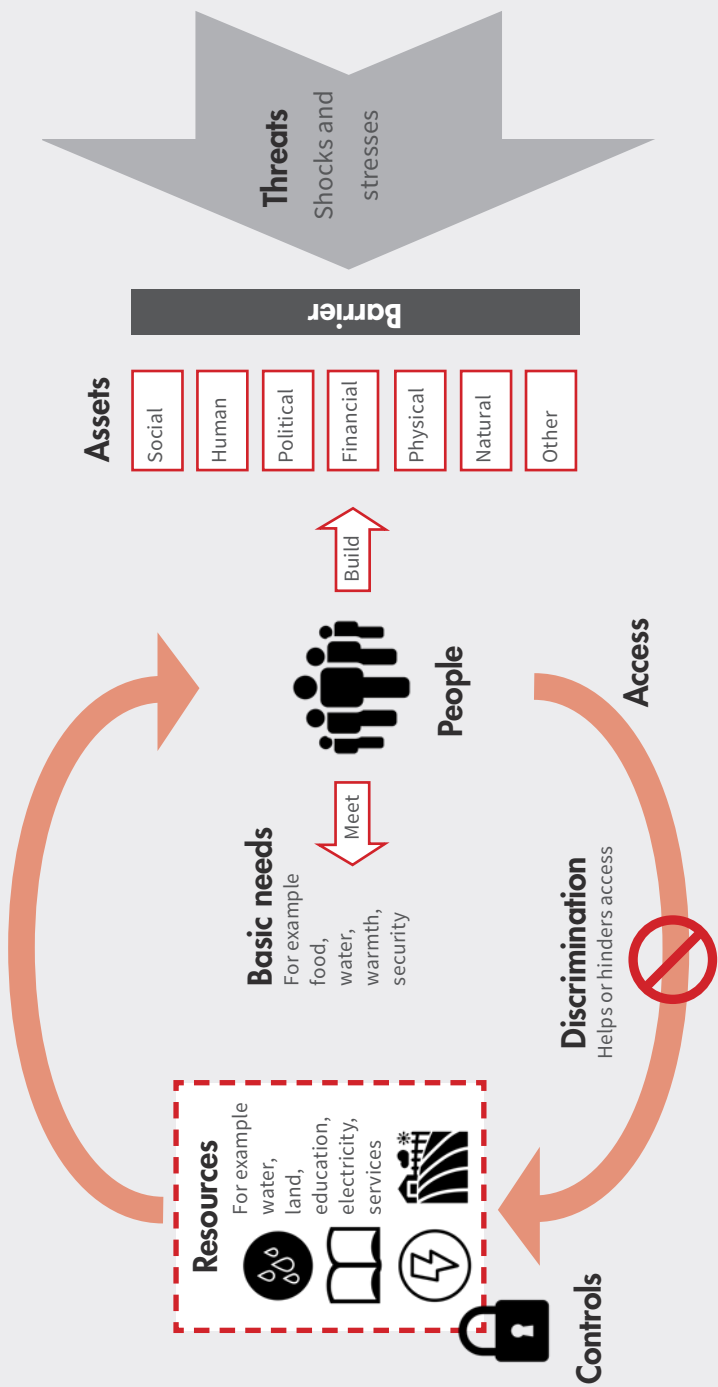 Resources
For example
water,
land,
education,
electricity,
services
Controls
Basic needs
For example
food,
water,
warmth,
security
Meet
People
Build
Discrimination
Helps or hinders access
Access
Assets
Social
Human
Political
Financial
Physical
Natural
Other
Barrier
Threats
Shocks and
stresses